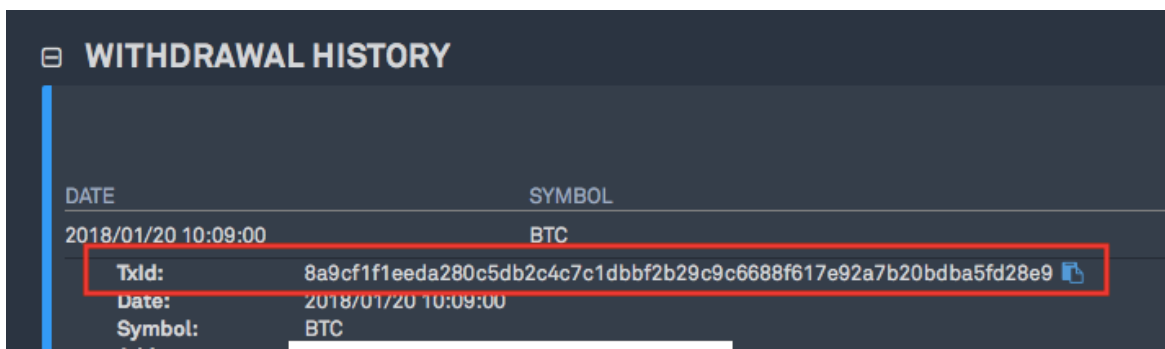 WITHDRAWAL HISTORY
DATE SYMBOL
2018/01/20 10:09:00 BTC
TxId: 8a9cf1f1eeda280c5db2c4c7c1dbbf2b29c9c6688f617e92a7b20bdba5fd28e9
Date: 2018/01/20 10:09:00
Symbol: BTC